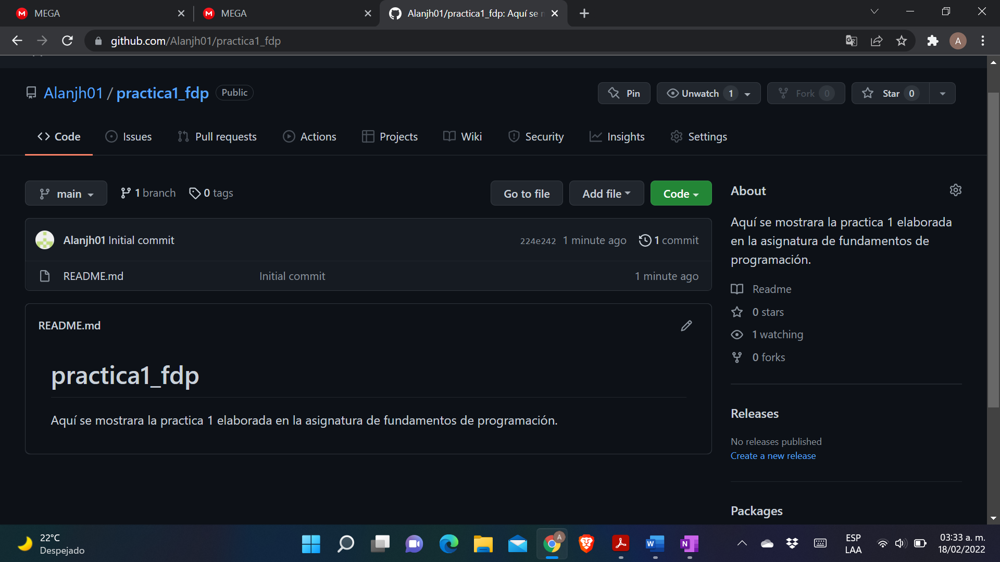 MEGA
MEGA
Alanjh01/practica1_fdp: Aquí se
github.com/Alanjh01/practica1_fdp
A
Alanjh01 / practica1_fdp Public
Pin
Unwatch 1
Fork 0
Star 0
Code
Issues
Pull requests
Actions
Projects
Wiki
Security
Insights
Settings
main
1 branch
0 tags
Go to file
Add file
Code
Alanjh01 Initial commit
224e242 1 minute ago
1 commit
README.md
Initial commit
1 minute ago
README.md
practica1_fdp
Aquí se mostrara la practica 1 elaborada en la asignatura de fundamentos de programación.
About
Aquí se mostrara la practica 1 elaborada
en la asignatura de fundamentos de
programación.
Readme
0 stars
1 watching
0 forks
Releases
No releases published
Create a new release
Packages
22°C
Despejado
A
W
N
ESP
LAA
03:33 a. m.
18/02/2022